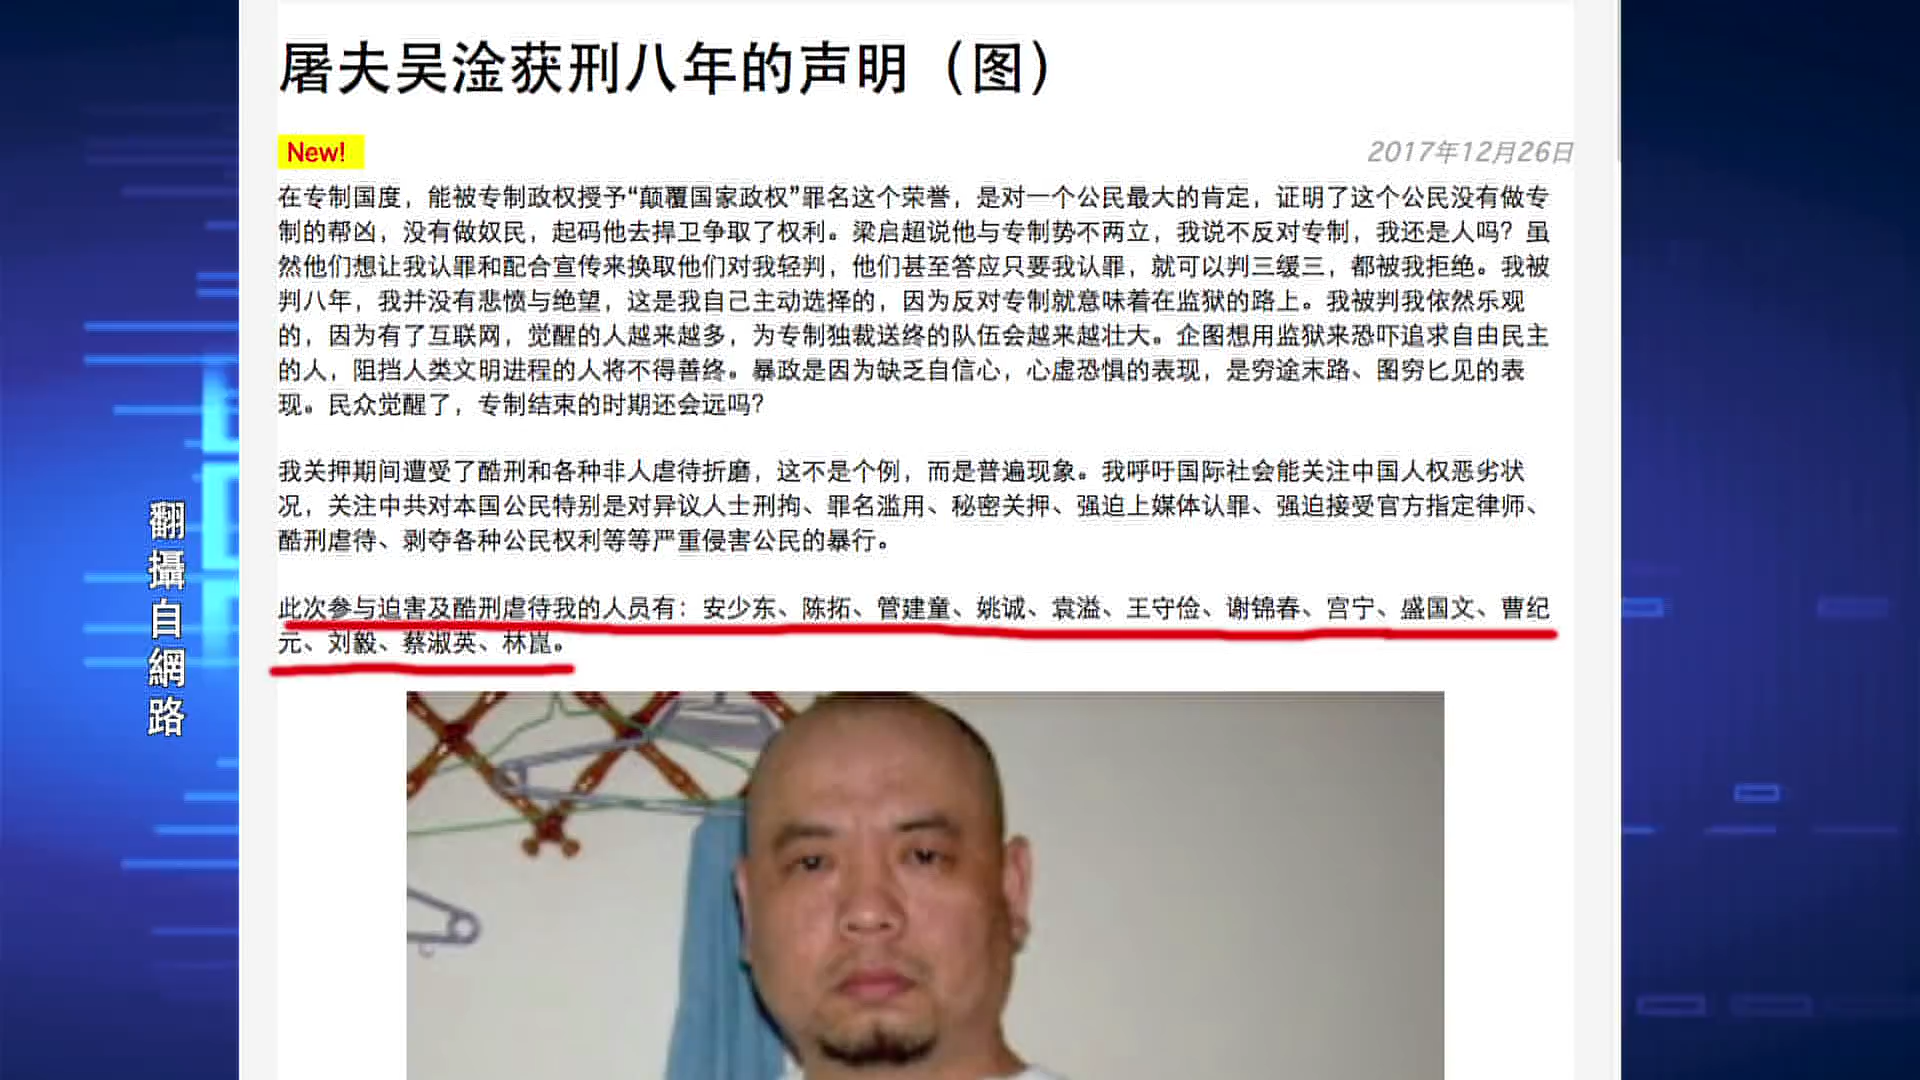 屠夫吴淦获刑八年的声明（图）
New!
2017年12月26日
在专制国度，能被专制政权授予“颠覆国家政权”罪名这个荣誉，是对一个公民最大的肯定，证明了这个公民没有做专
制的帮凶，没有做奴民，起码他去捍卫争取了权利。梁启超说他与专制势不两立，我说不反对专制，我还是人吗？虽
然他们想让我认罪和配合宣传来换取他们对我轻判，他们甚至答应只要我认罪，就可以判三缓三，都被我拒绝。我被
判八年，我并没有悲愤与绝望，这是我自己主动选择的，因为反对专制就意味着在监狱的路上。我被判我依然乐观
的，因为有了互联网，觉醒的人越来越多，为专制独裁送终的队伍会越来越壮大。企图想用监狱来恐吓追求自由民主
的人，阻挡人类文明进程的人将不得善终。暴政是因为缺乏自信心，心虚恐惧的表现，是穷途末路、图穷匕见的表
现。民众觉醒了，专制结束的时期还会远吗？
我关押期间遭受了酷刑和各种非人虐待折磨，这不是个例，而是普遍现象。我呼吁国际社会能关注中国人权恶劣状
况，关注中共对本国公民特别是对异议人士刑拘、罪名滥用、秘密关押、强迫上媒体认罪、强迫接受官方指定律师、
酷刑虐待、剥夺各种公民权利等等严重侵害公民的暴行。
此次参与迫害及酷刑虐待我的人员有：安少东、陈拓、管建童、姚诚、袁溢、王守俭、谢锦春、宫宁、盛国文、曹纪
元、刘毅、蔡淑英、林崑。
翻攝自網路